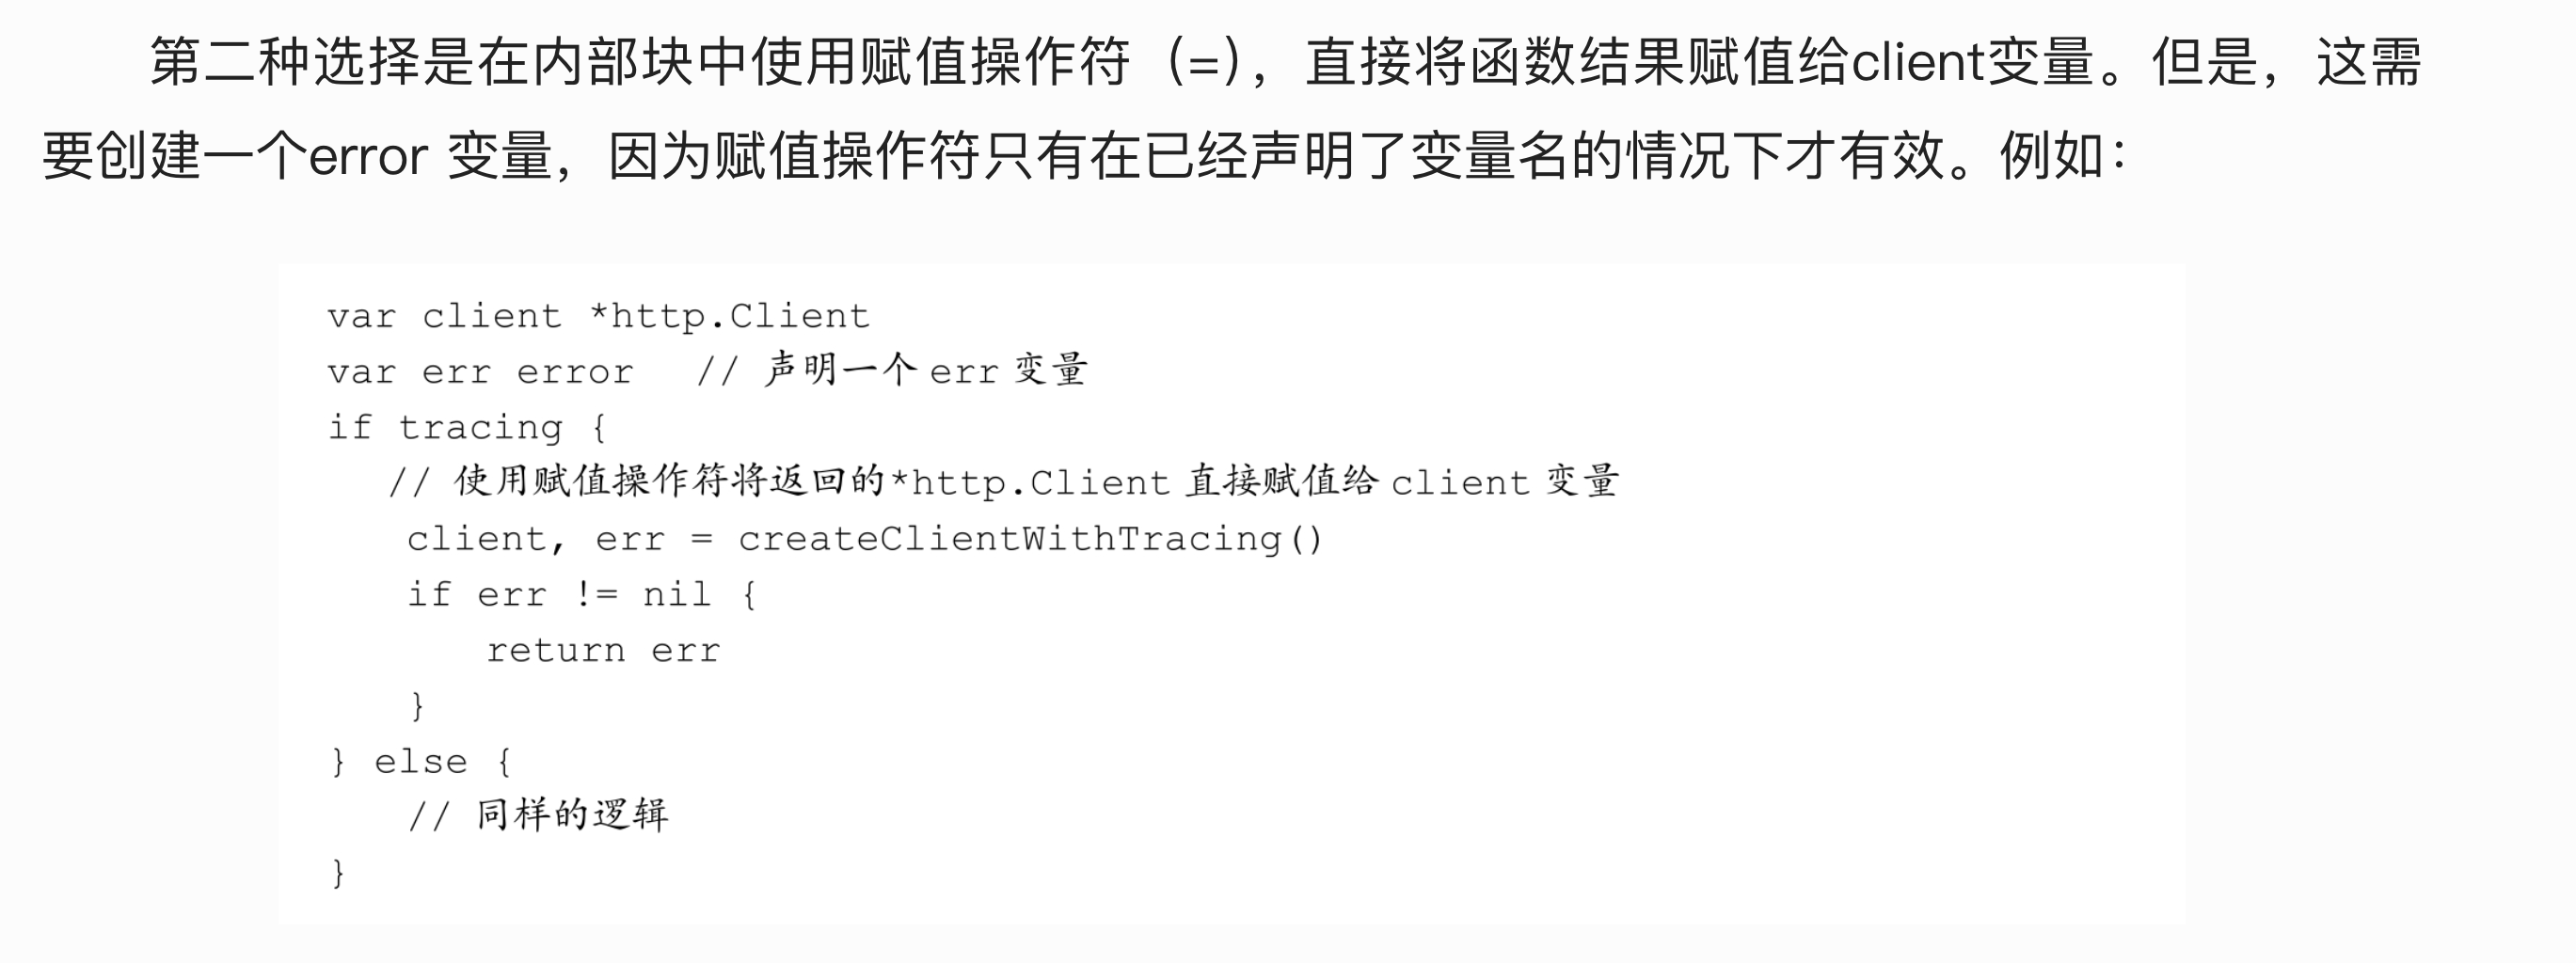 第二种选择是在内部块中使用赋值操作符（=），直接将函数结果赋值给client变量。但是，这需
要创建一个error 变量，因为赋值操作符只有在已经声明了变量名的情况下才有效。例如：
var client *http.Client
var err error   // 声明一个 err 变量
if tracing {
   // 使用赋值操作符将返回的*http.Client 直接赋值给 client 变量
    client, err = createClientWithTracing()
    if err != nil {
        return err
    }
} else {
    // 同样的逻辑
}